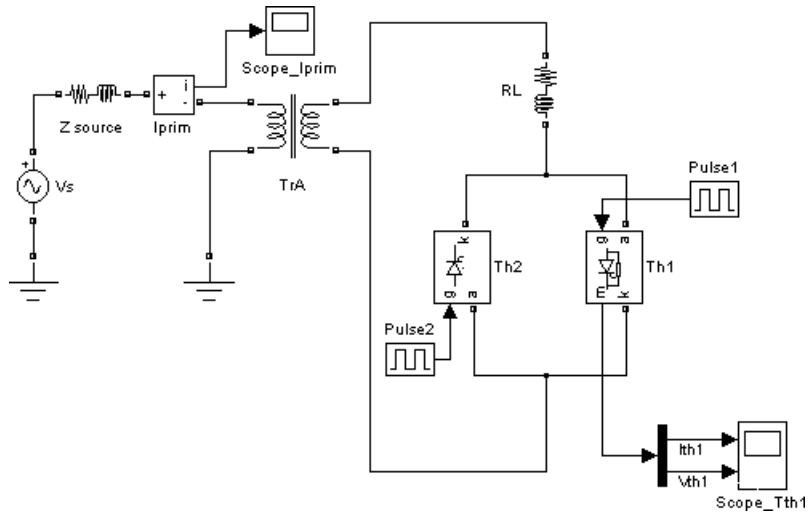 Scope_Iprim
i
+
-
Z source
Iprim
RL
+
Vs
TrA
Pulse1
k
g
a
Th2
Th1
g
a
m
k
Pulse2
Ith1
Vth1
Scope_Tth1